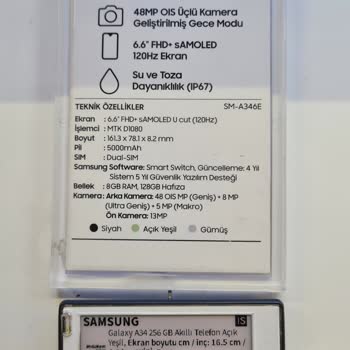 48MP OIS Üçlü Kamera
Geliştirilmiş Gece Modu
6.6" FHD+ sAMOLED
120Hz Ekran
Su ve Toza
Dayanıklılık (IP67)
TEKNİK ÖZELLİKLER SM-A346E
Ekran : 6.6" FHD+ sAMOLED U cut (120Hz)
İşlemci : MTK D1080
Boyut : 161.3 x 78.1 x 8.2 mm
Pil : 5000mAh
SIM : Dual-SIM
Samsung Software: Smart Switch, Güncelleme: 4 Yıl
Sistem 5 Yıl Güvenlik Yazılım Desteği
Bellek : 8GB RAM, 128GB Hafıza
Kamera : Arka Kamera: 48 OIS MP (Geniş) + 8 MP
(Ultra Geniş) + 5 MP (Makro)
Ön Kamera: 13MP
Siyah Açık Yeşil Gümüş
SAMSUNG IS
Galaxy A34 256 GB Akıllı Telefon Açık
Yeşil, Ekran boyutu cm / inç: 16.5 cm /